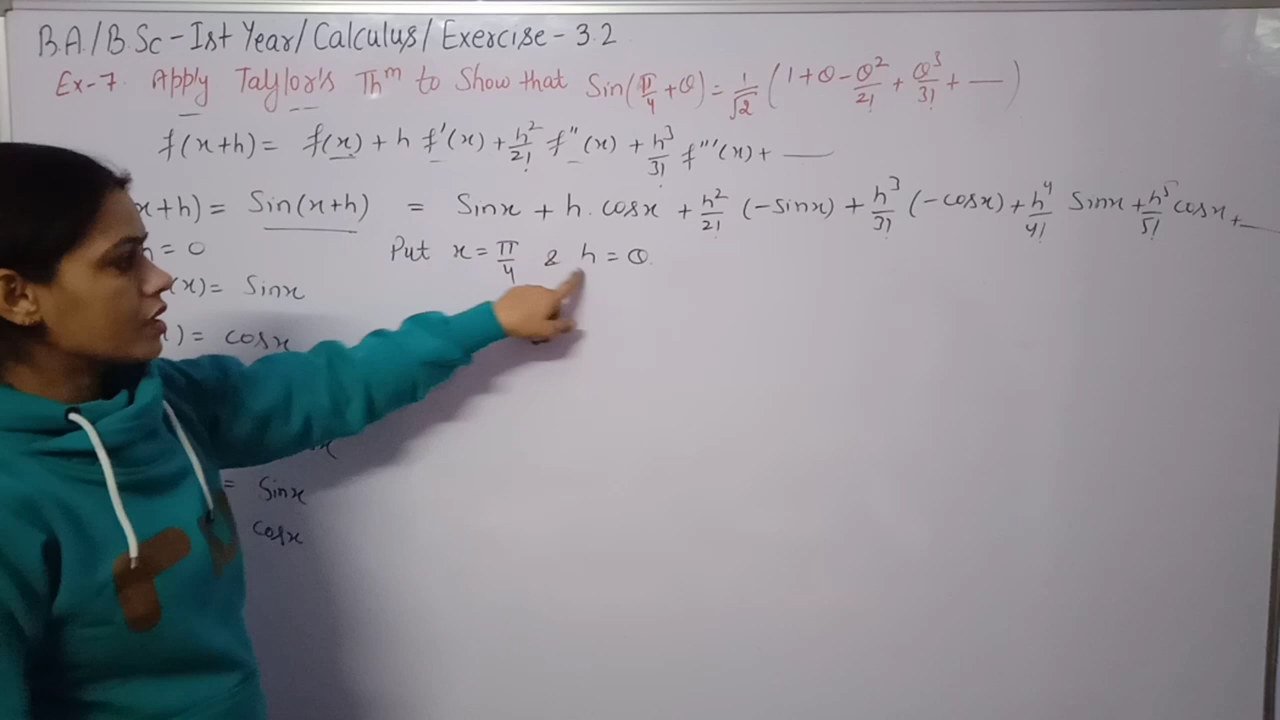 B.A./B.Sc - Ist Year/Calculus/Exercise - 3.2
Ex-7. Apply Taylor's Thᵐ to Show that Sin(π/4 + θ) = 1/√2 (1 + θ - θ²/2! + θ³/3! + —)
f(x+h) = f(x) + h f'(x) + h²/2! f''(x) + h³/3! f'''(x) + —
x+h) = Sin(x+h) = Sinx + h. cosx + h²/2! (-sinx) + h³/3! (-cosx) + h⁴/4! Sinx + h⁵/5! cosx + —
= 0 Put x = π/4 & h = θ.
(x) = Sinx
) = cosx
= Sinx
cosx